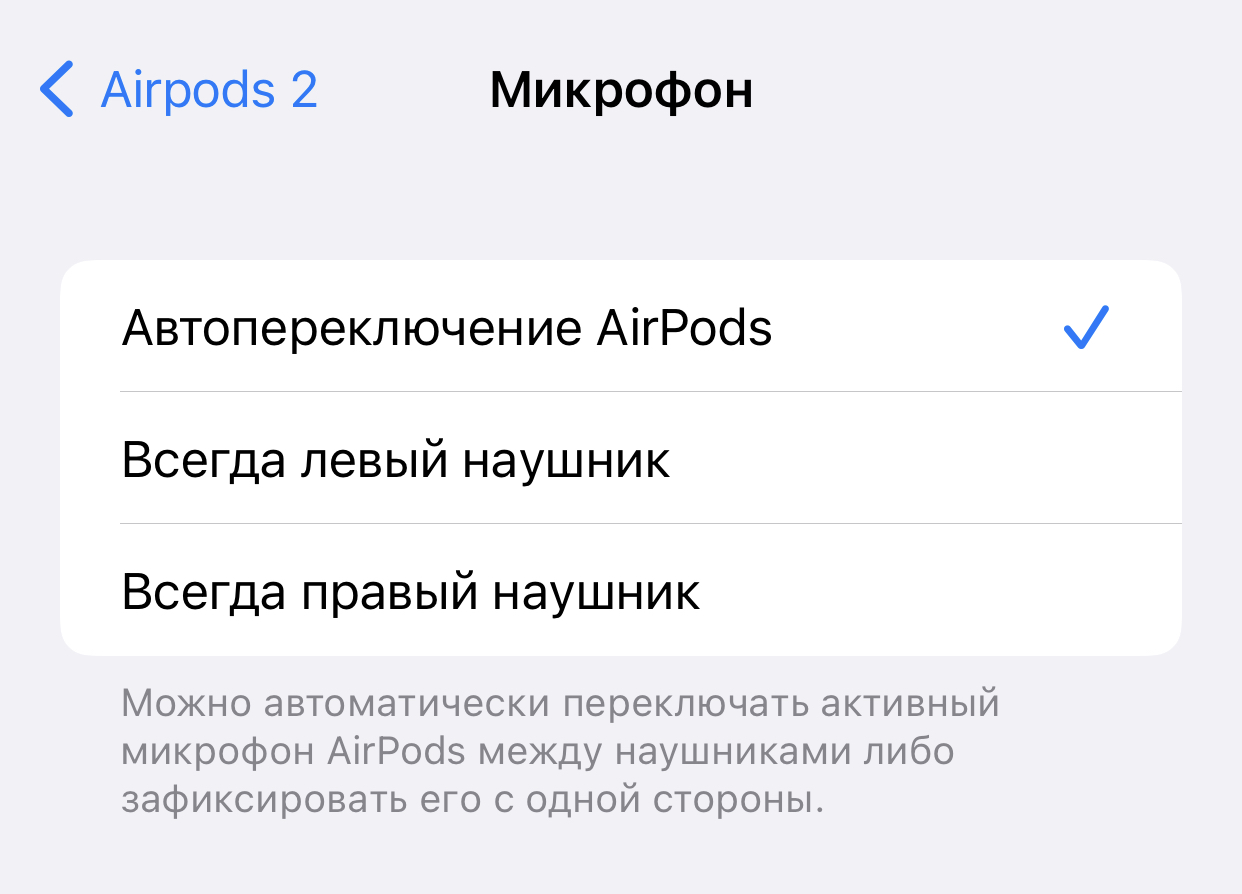 Airpods 2
Микрофон
Автопереключение AirPods
Всегда левый наушник
Всегда правый наушник
Можно автоматически переключать активный
микрофон AirPods между наушниками либо
зафиксировать его с одной стороны.